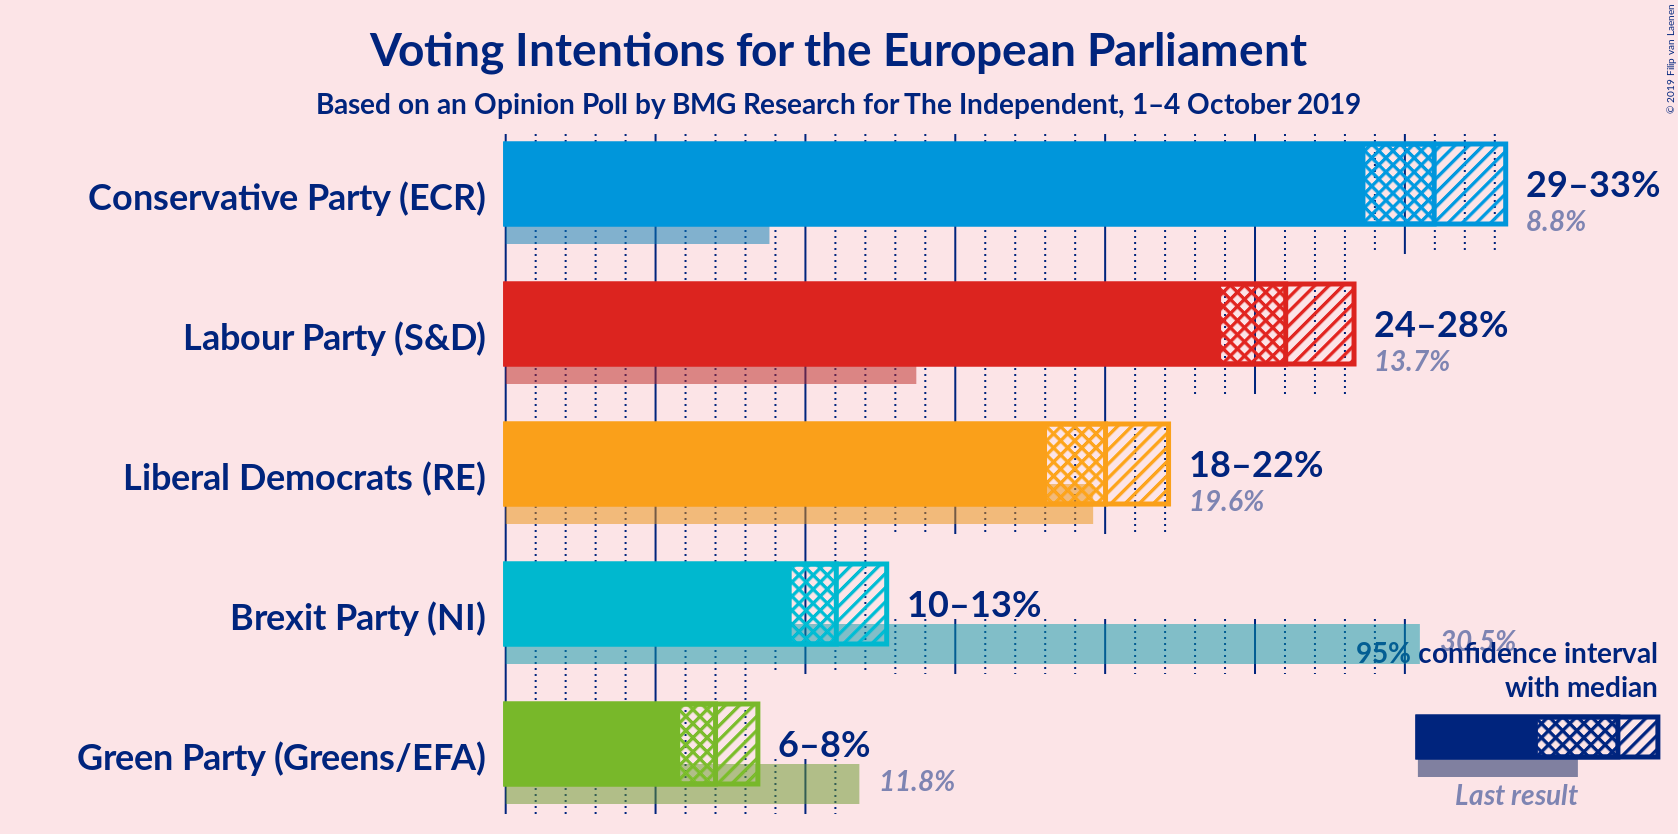 Voting Intentions for the European Parliament
Based on an Opinion Poll by BMG Research for The Independent, 1–4 October 2019
© 2019 Filip van Laenen
Conservative Party (ECR)
29–33%
8.8%
Labour Party (S&D)
24–28%
13.7%
Liberal Democrats (RE)
18–22%
19.6%
Brexit Party (NI)
10–13%
30.5%
Green Party (Greens/EFA)
6–8%
11.8%
95% confidence interval
with median
Last result